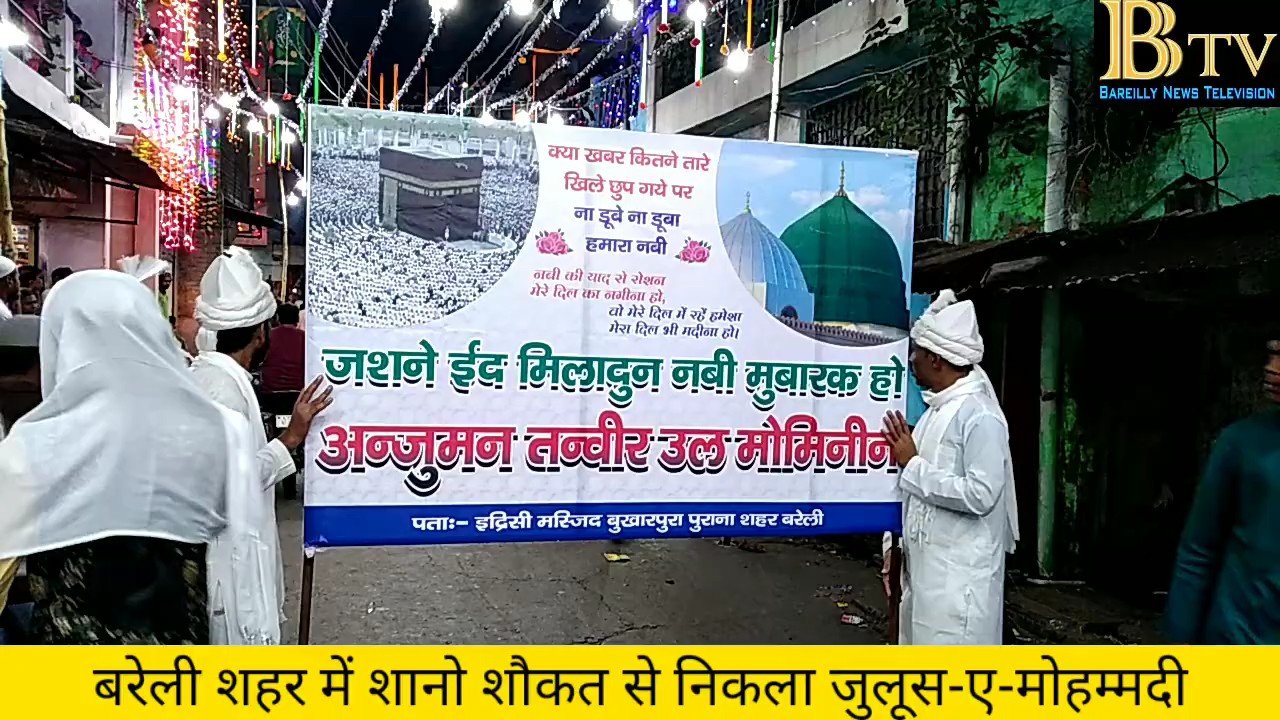 B TV
BAREILLY NEWS TELEVISION
क्या खबर कितने तारे
खिले छुप गये पर
ना डूबे ना डूबा
हमारा नबी
नबी की याद से रोशन
मेरे दिल का नगीना हो,
वो मेरे दिल में रहें हमेशा
मेरा दिल भी मदीना हो।
जशने ईद मिलादुन नबी मुबारक हो
अन्जुमन तन्वीर उल मोमिनीन
पताः- इद्रिसी मस्जिद बुखारपुरा पुराना शहर बरेली
बरेली शहर में शानो शौकत से निकला जुलूस-ए-मोहम्मदी